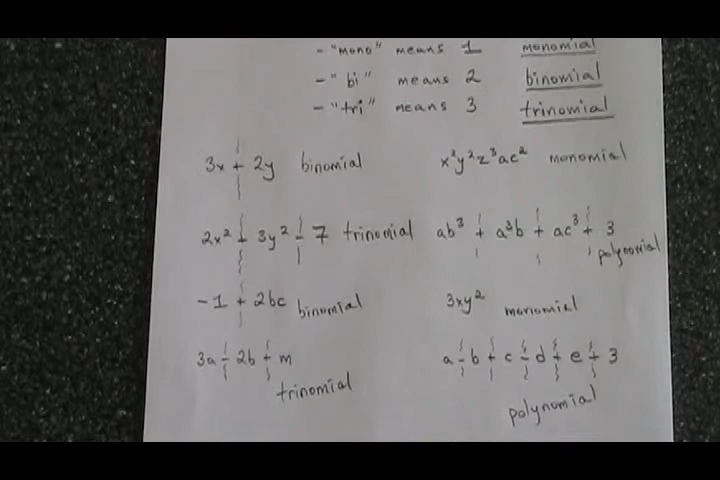 - "mono" means 1 monomial
- "bi" means 2 binomial
- "tri" means 3 trinomial
3x + 2y binomial
x²y²z³ac² monomial
2x² + 3y² - 7 trinomial
ab³ + a³b + ac³ + 3
polynomial
-1 + 2bc binomial
3xy² monomial
3a - 2b + m
trinomial
a - b + c - d + e + 3
polynomial